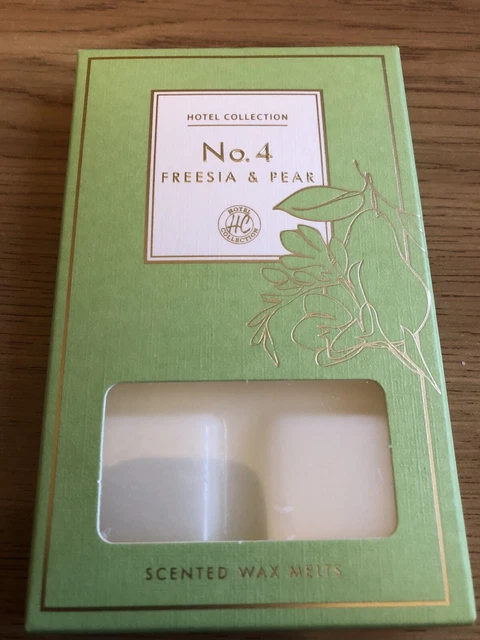 HOTEL COLLECTION
No. 4
FREESIA & PEAR
HOTEL
HC
COLLECTION
SCENTED WAX MELTS